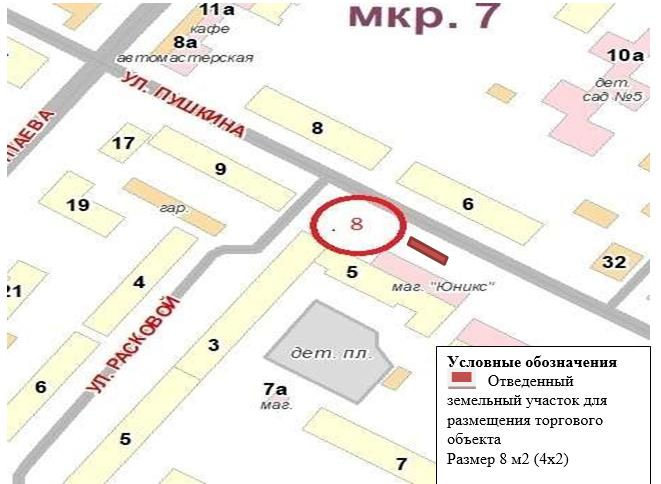 11а
кафе
8а
автомастерская
мкр. 7
10а
дет.
сад №5
УЛ. ПУШКИНА
ПАЕВА
8
17
9
6
19
гар.
8
32
4
5
маг. "Юникс"
21
УЛ. РАСКОВОЙ
3
дет. пл.
6
7а
маг.
5
7
Условные обозначения
Отведенный
земельный участок для
размещения торгового
объекта
Размер 8 м2 (4х2)